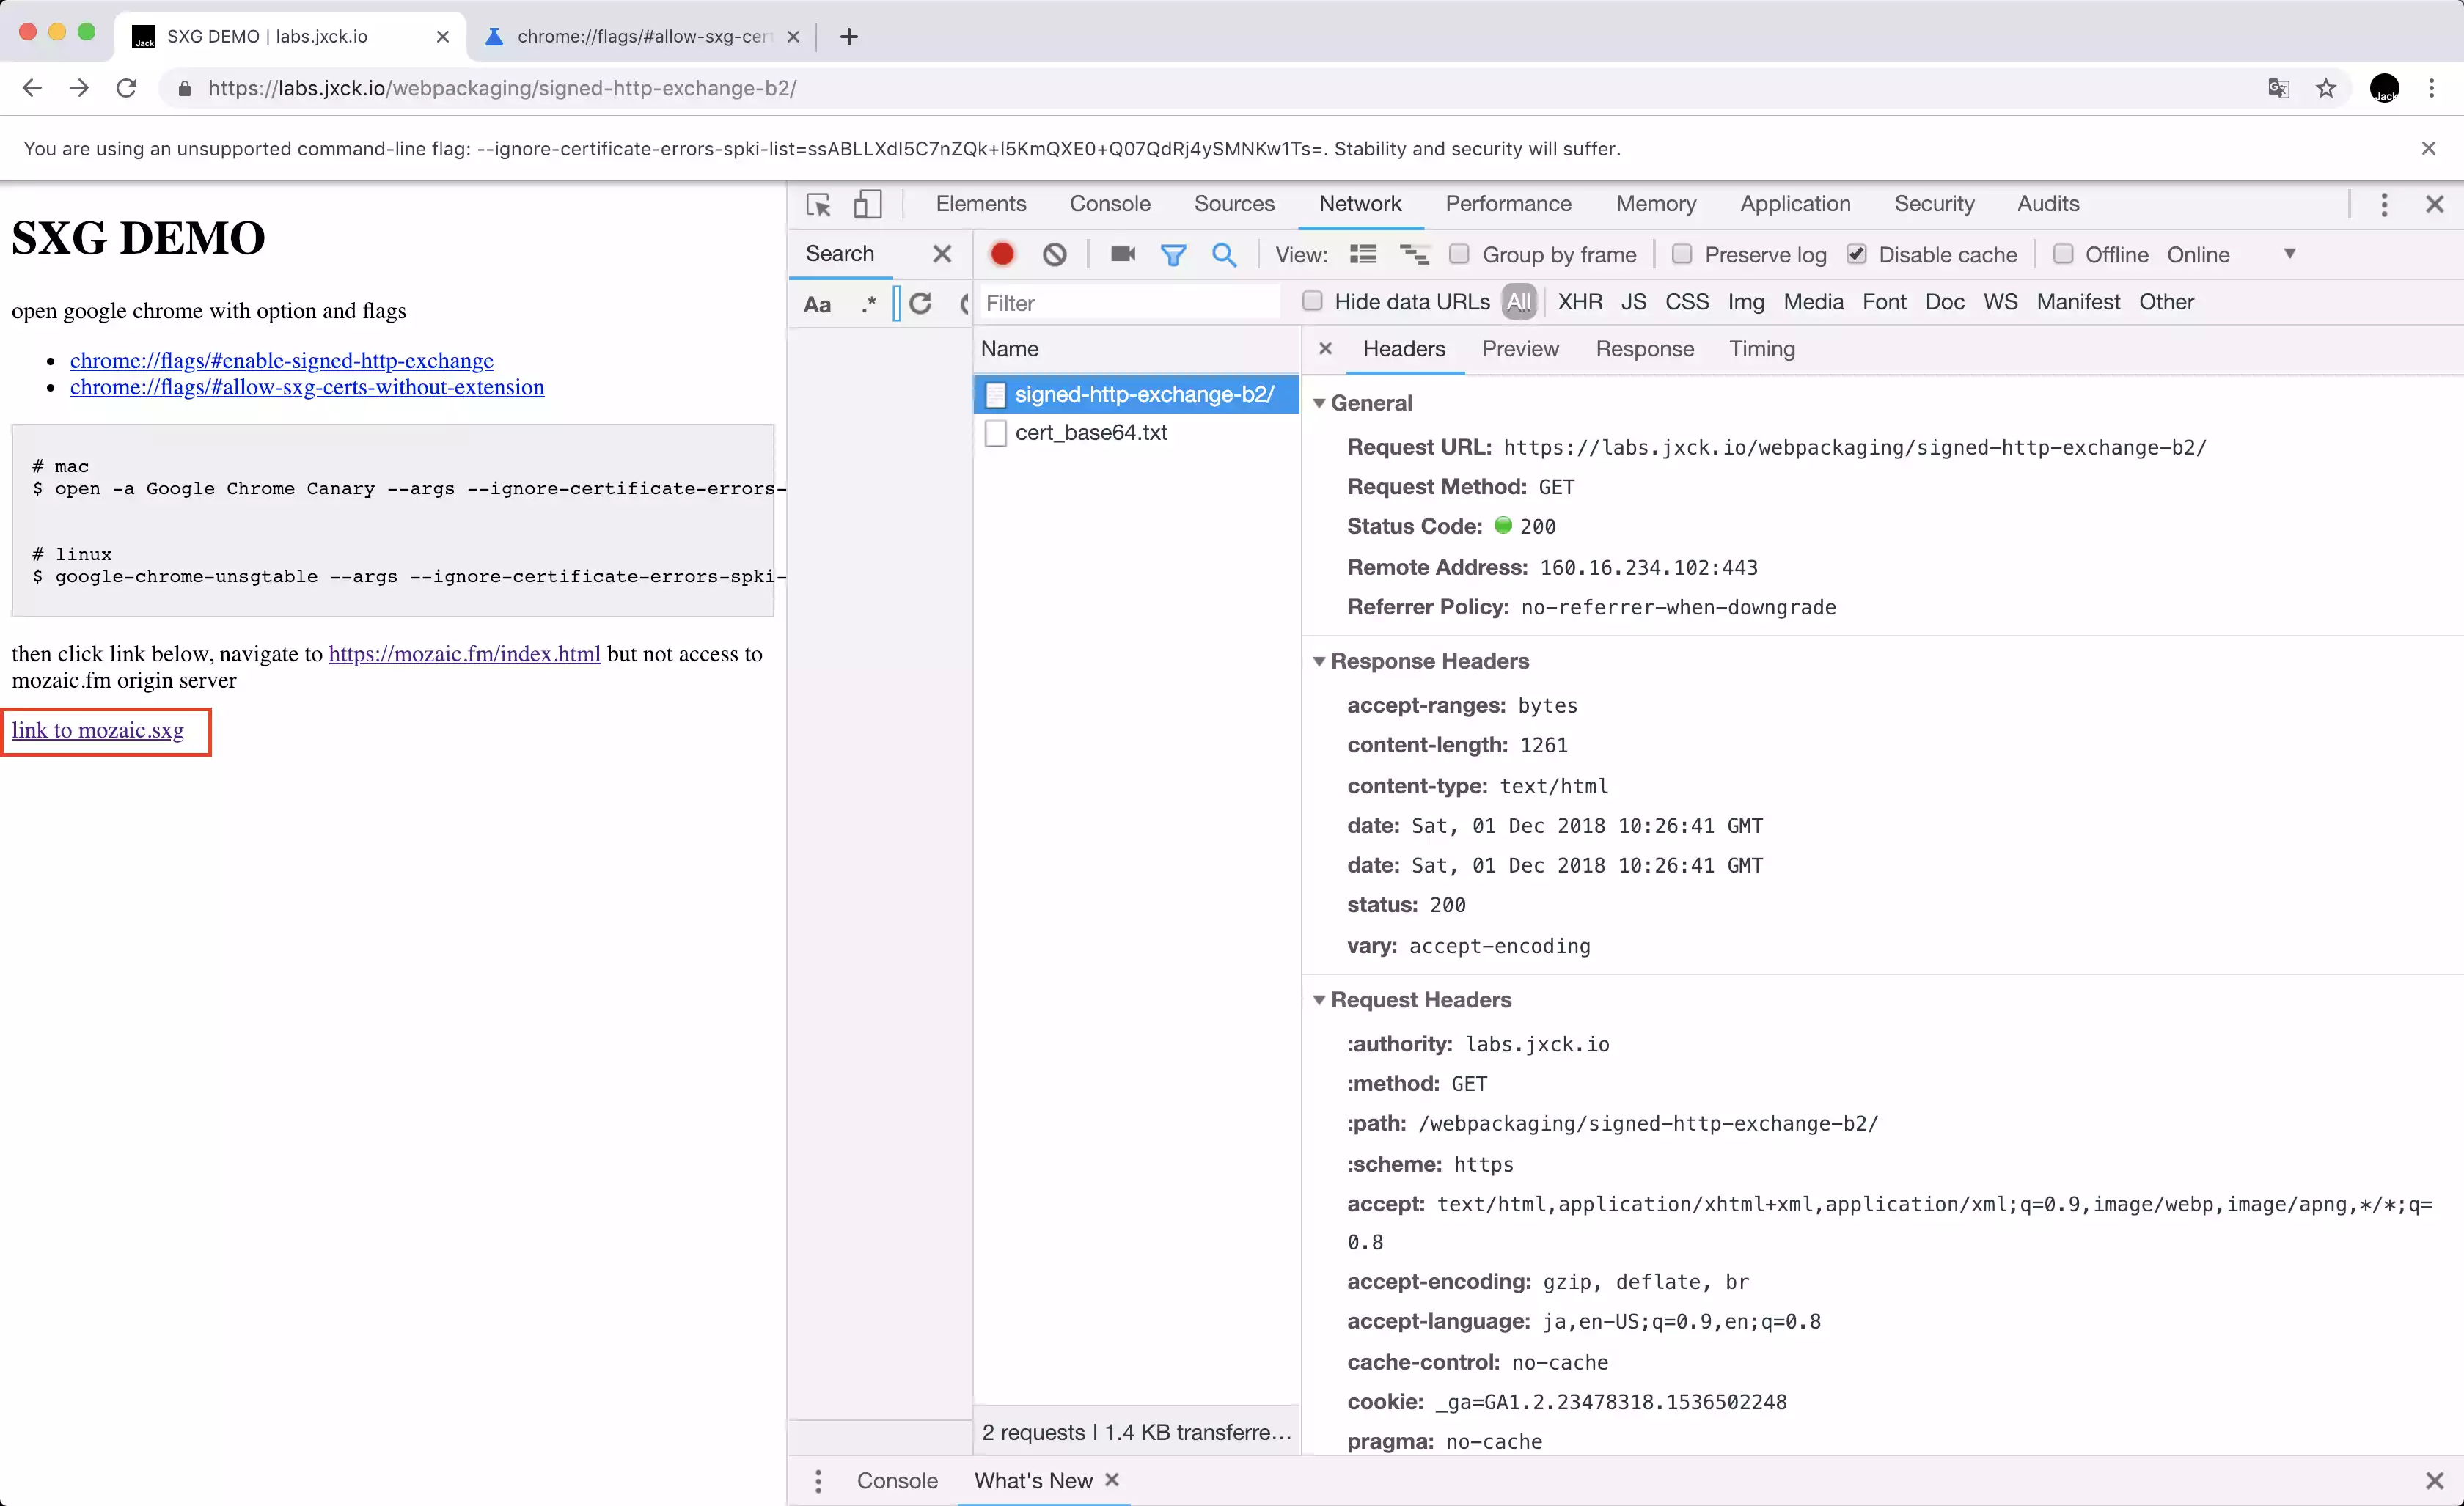 Jack SXG DEMO | labs.jxck.io
chrome://flags/#allow-sxg-cert
https://labs.jxck.io/webpackaging/signed-http-exchange-b2/
Jack
You are using an unsupported command-line flag: --ignore-certificate-errors-spki-list=ssABLLXdI5C7nZQk+I5KmQXE0+Q07QdRj4ySMNKw1Ts=. Stability and security will suffer.
SXG DEMO
open google chrome with option and flags
chrome://flags/#enable-signed-http-exchange
chrome://flags/#allow-sxg-certs-without-extension
# mac
$ open -a Google Chrome Canary --args --ignore-certificate-errors-
# linux
$ google-chrome-unsgtable --args --ignore-certificate-errors-spki-
then click link below, navigate to https://mozaic.fm/index.html but not access to
mozaic.fm origin server
link to mozaic.sxg
Elements Console Sources Network Performance Memory Application Security Audits
Search
View: Group by frame Preserve log Disable cache Offline Online
Aa .*
Filter Hide data URLs All XHR JS CSS Img Media Font Doc WS Manifest Other
Name
signed-http-exchange-b2/
cert_base64.txt
2 requests | 1.4 KB transferre…
Headers Preview Response Timing
General
Request URL: https://labs.jxck.io/webpackaging/signed-http-exchange-b2/
Request Method: GET
Status Code: 200
Remote Address: 160.16.234.102:443
Referrer Policy: no-referrer-when-downgrade
Response Headers
accept-ranges: bytes
content-length: 1261
content-type: text/html
date: Sat, 01 Dec 2018 10:26:41 GMT
date: Sat, 01 Dec 2018 10:26:41 GMT
status: 200
vary: accept-encoding
Request Headers
:authority: labs.jxck.io
:method: GET
:path: /webpackaging/signed-http-exchange-b2/
:scheme: https
accept: text/html,application/xhtml+xml,application/xml;q=0.9,image/webp,image/apng,*/*;q=
0.8
accept-encoding: gzip, deflate, br
accept-language: ja,en-US;q=0.9,en;q=0.8
cache-control: no-cache
cookie: _ga=GA1.2.23478318.1536502248
pragma: no-cache
Console What's New